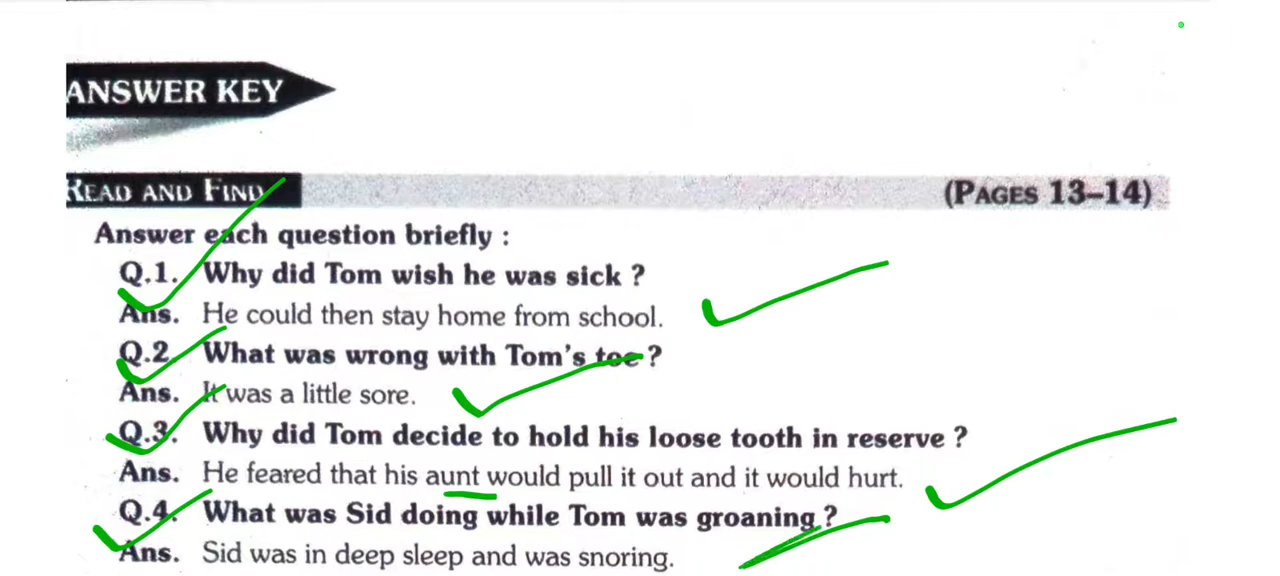 ANSWER KEY
READ AND FIND (PAGES 13–14)
Answer each question briefly :
Q.1. Why did Tom wish he was sick ?
Ans. He could then stay home from school.
Q.2. What was wrong with Tom's toe ?
Ans. It was a little sore.
Q.3. Why did Tom decide to hold his loose tooth in reserve ?
Ans. He feared that his aunt would pull it out and it would hurt.
Q.4. What was Sid doing while Tom was groaning ?
Ans. Sid was in deep sleep and was snoring.